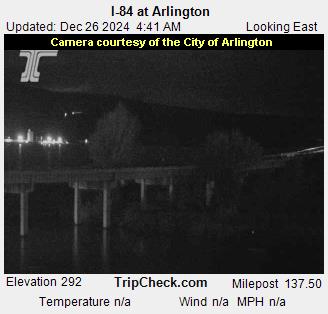 I-84 at Arlington
Updated: Dec 26 2024 4:41 AM Looking East
Camera courtesy of the City of Arlington
Elevation 292 TripCheck.com Milepost 137.50
Temperature n/a Wind n/a MPH n/a